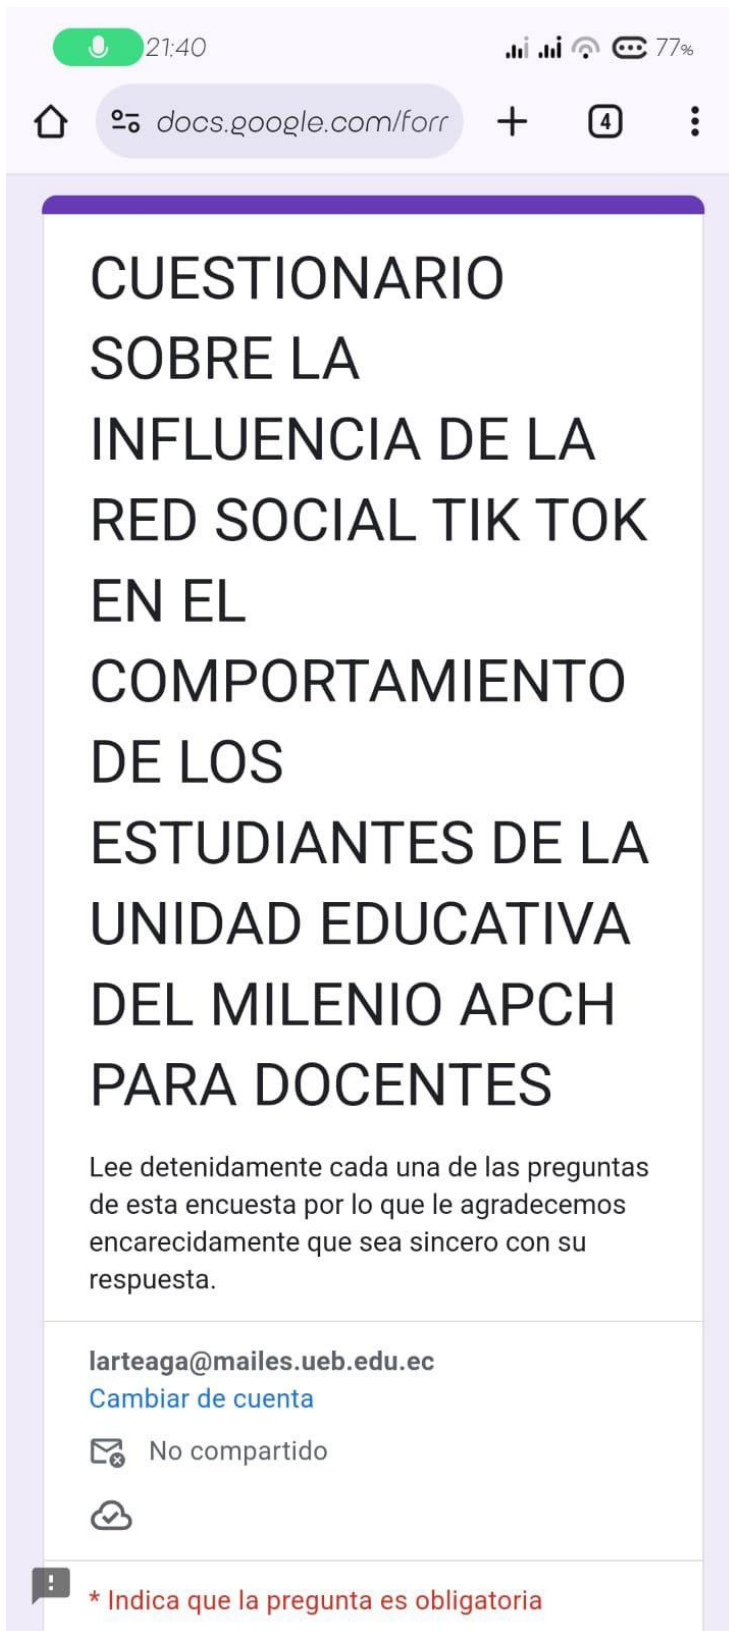 21:40
77%
docs.google.com/forr
4
CUESTIONARIO
SOBRE LA
INFLUENCIA DE LA
RED SOCIAL TIK TOK
EN EL
COMPORTAMIENTO
DE LOS
ESTUDIANTES DE LA
UNIDAD EDUCATIVA
DEL MILENIO APCH
PARA DOCENTES
Lee detenidamente cada una de las preguntas
de esta encuesta por lo que le agradecemos
encarecidamente que sea sincero con su
respuesta.
larteaga@mailes.ueb.edu.ec
Cambiar de cuenta
No compartido
* Indica que la pregunta es obligatoria